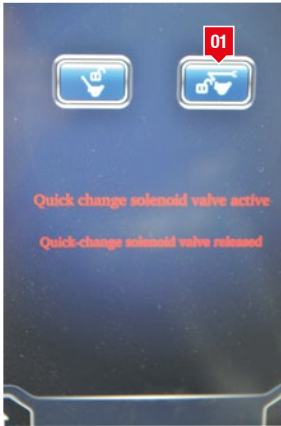 01
Quick change solenoid valve active
Quick-change solenoid valve released